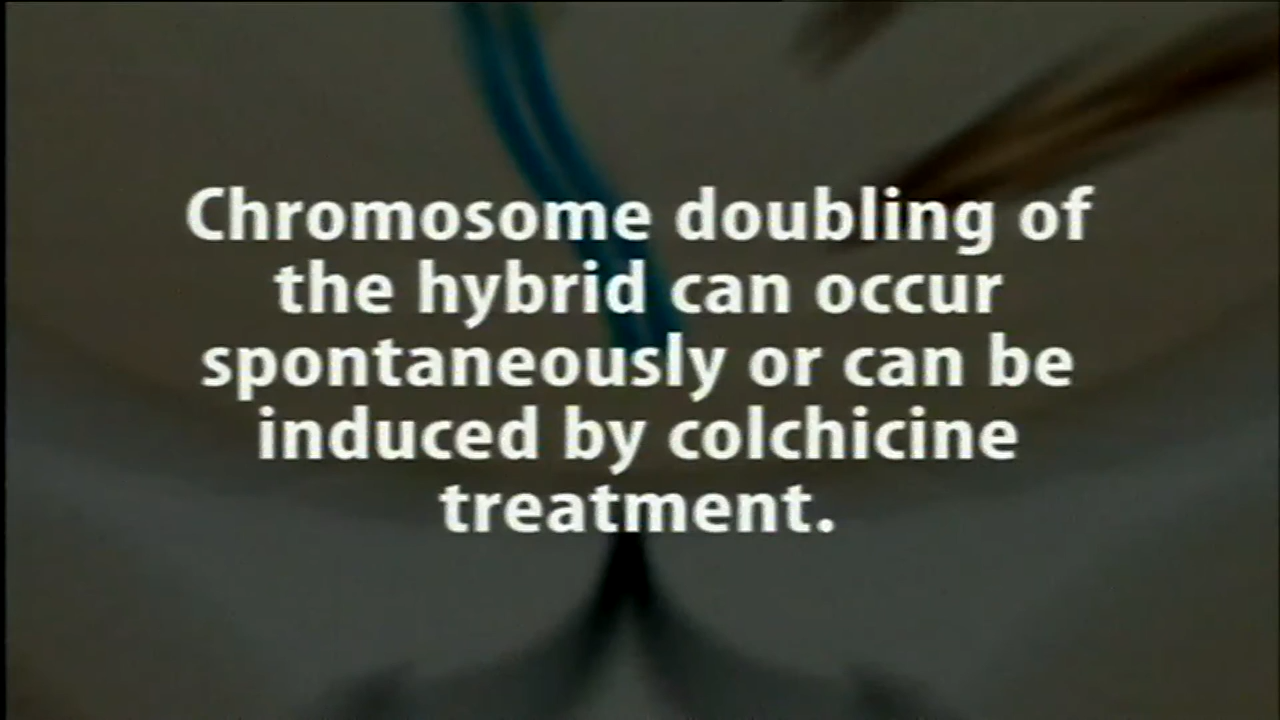 Chromosome doubling of
the hybrid can occur
spontaneously or can be
induced by colchicine
treatment.